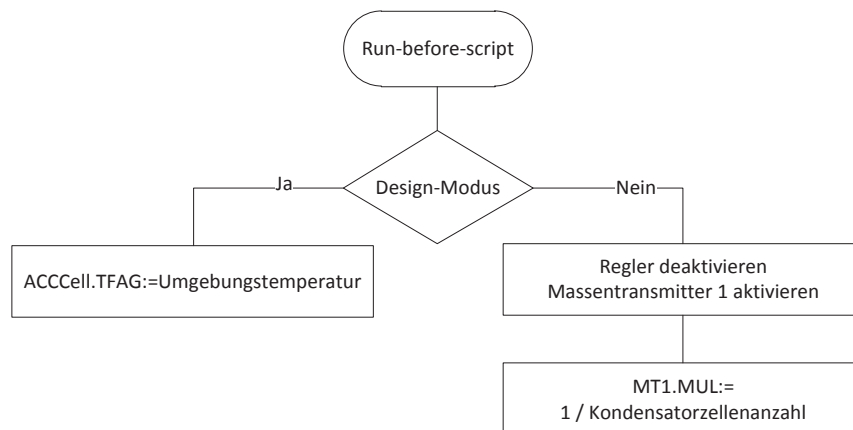 Run-before-script
Design-Modus
Ja
Nein
ACCCell.TFAG:=Umgebungstemperatur
Regler deaktivieren
Massentransmitter 1 aktivieren
MT1.MUL:=
1 / Kondensatorzellenanzahl